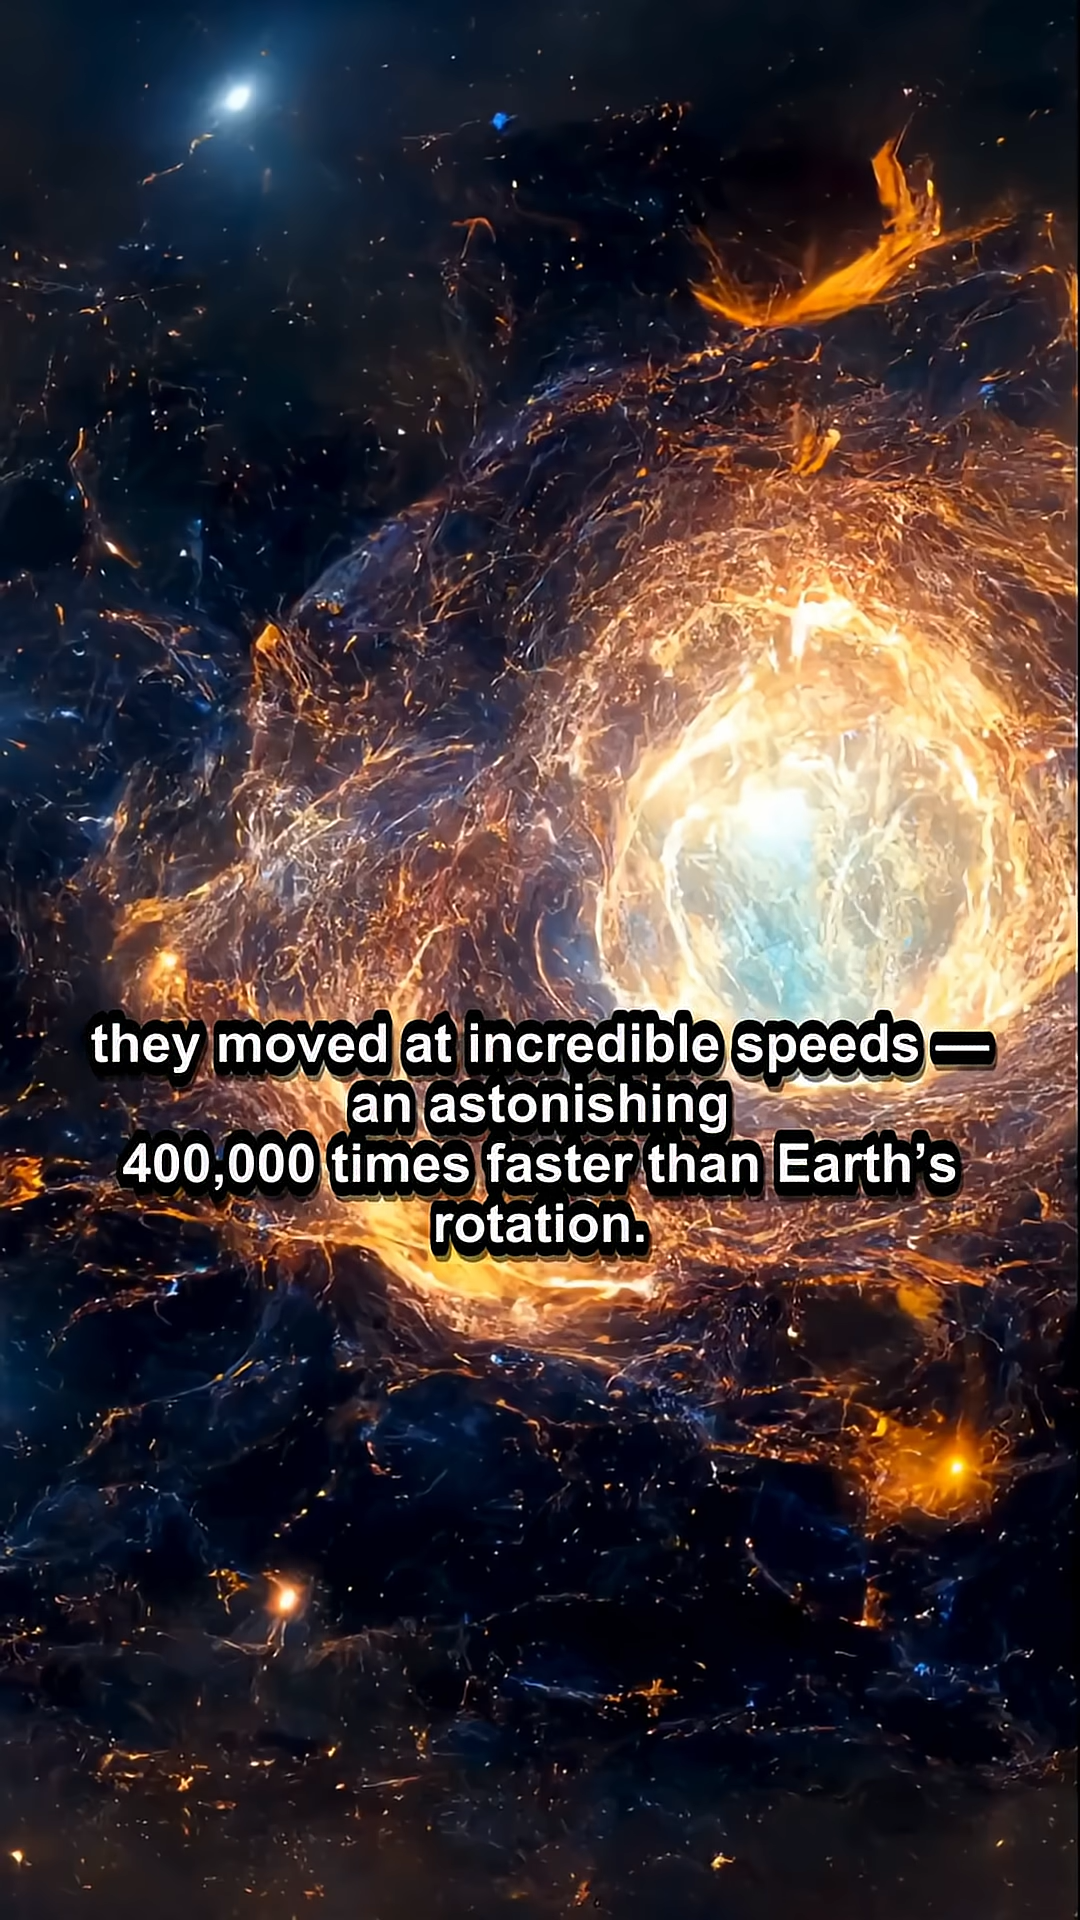 they moved at incredible speeds —
an astonishing
400,000 times faster than Earth’s
rotation.